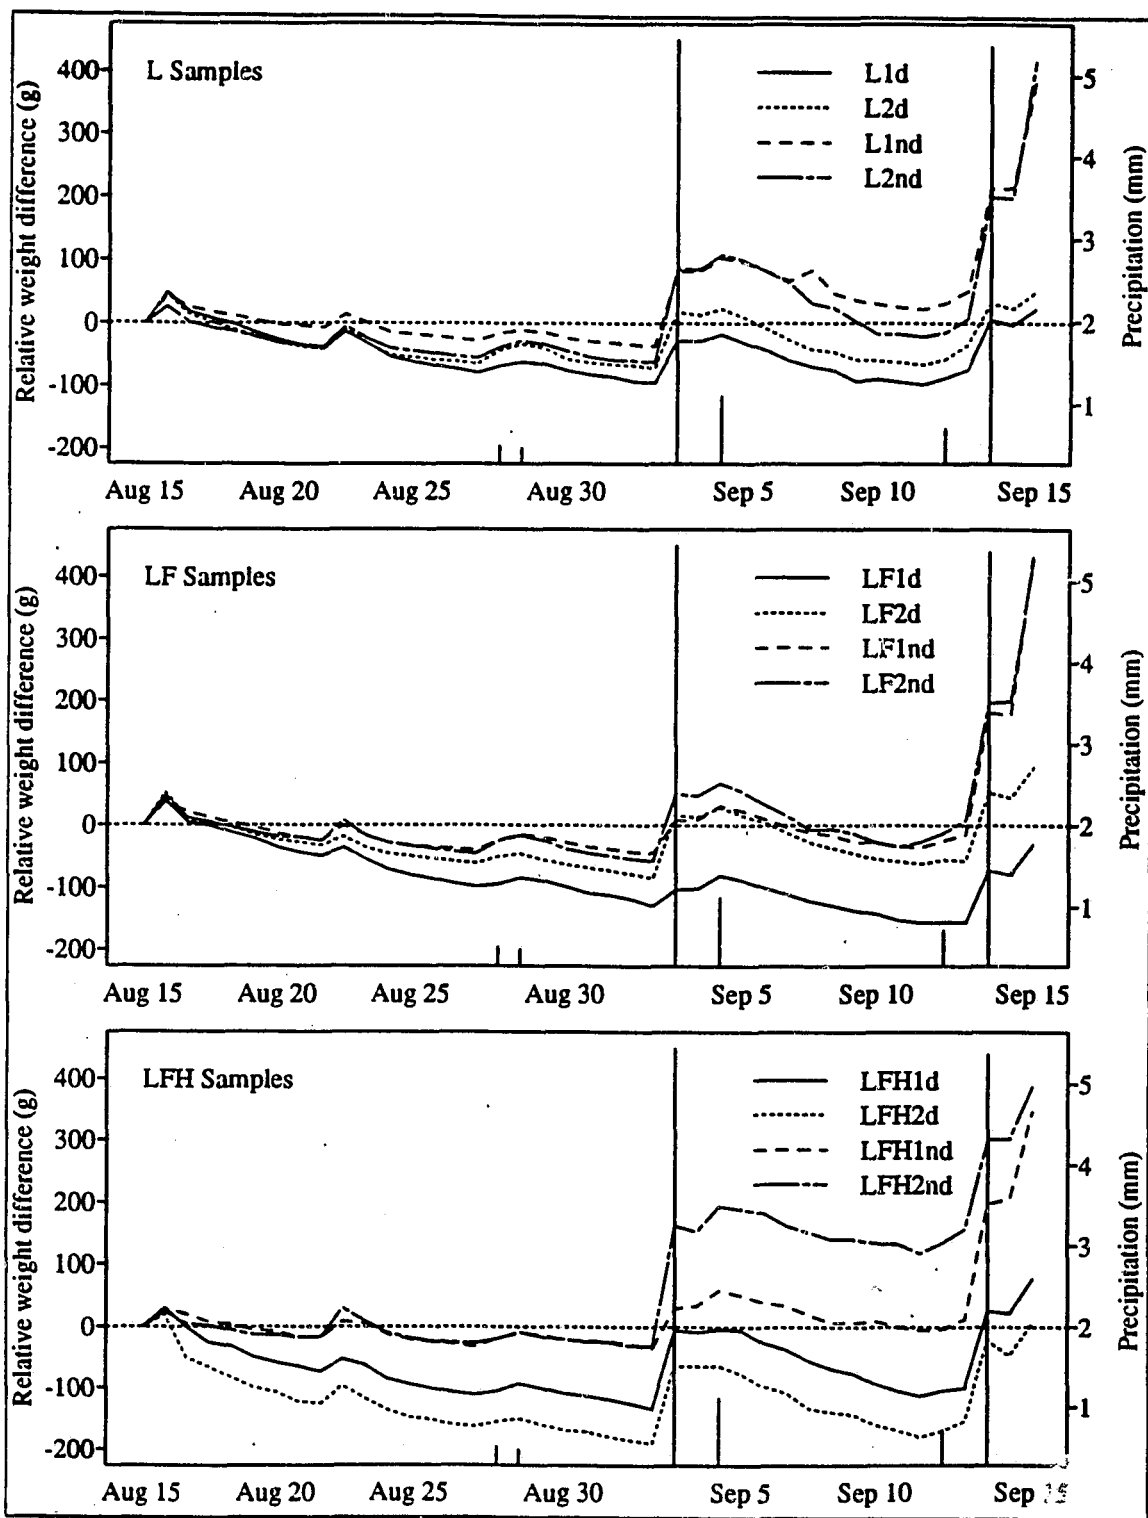 L Samples
Relative weight difference (g)
400
300
200
100
0
-100
-200
L1d
L2d
L1nd
L2nd
5
4
3
2
1
Precipitation (mm)
Aug 15 Aug 20 Aug 25 Aug 30 Sep 5 Sep 10 Sep 15
LF Samples
Relative weight difference (g)
400
300
200
100
0
-100
-200
LF1d
LF2d
LF1nd
LF2nd
5
4
3
2
1
Precipitation (mm)
Aug 15 Aug 20 Aug 25 Aug 30 Sep 5 Sep 10 Sep 15
LFH Samples
Relative weight difference (g)
400
300
200
100
0
-100
-200
LFH1d
LFH2d
LFH1nd
LFH2nd
5
4
3
2
1
Precipitation (mm)
Aug 15 Aug 20 Aug 25 Aug 30 Sep 5 Sep 10 Sep